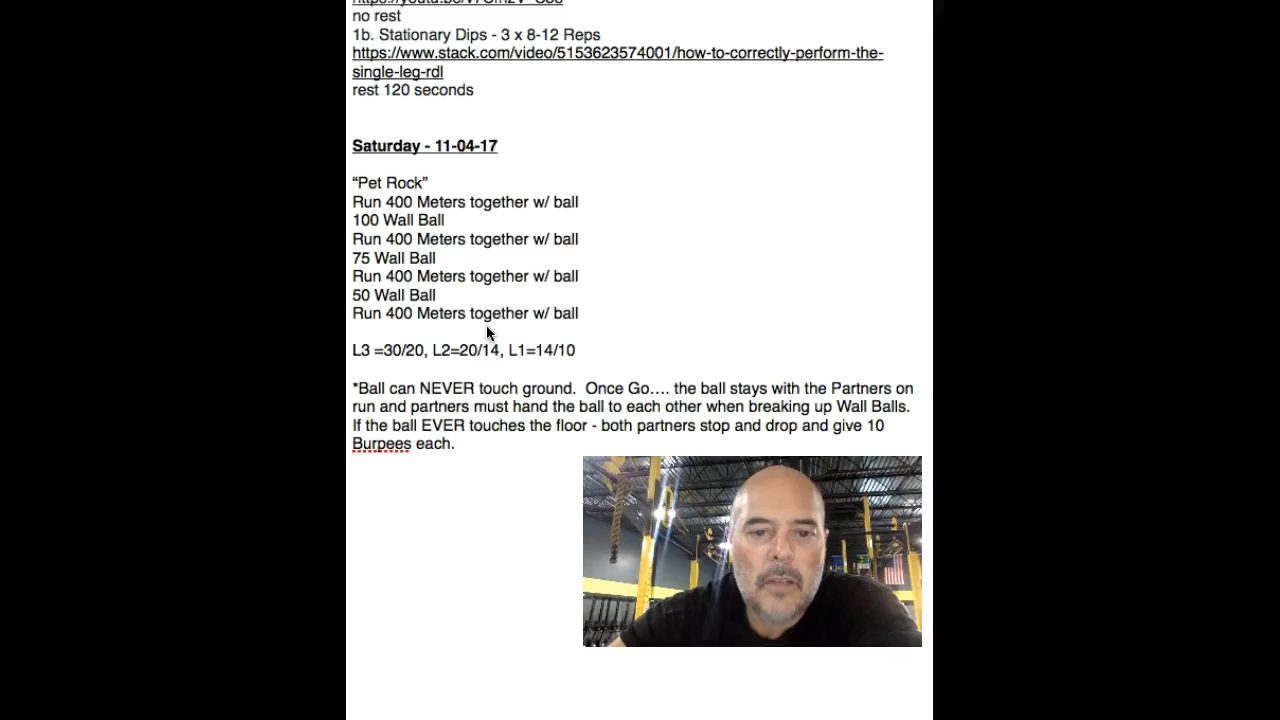 no rest
1b. Stationary Dips - 3 x 8-12 Reps
https://www.stack.com/video/5153623574001/how-to-correctly-perform-the-
single-leg-rdl
rest 120 seconds
Saturday - 11-04-17
“Pet Rock”
Run 400 Meters together w/ ball
100 Wall Ball
Run 400 Meters together w/ ball
75 Wall Ball
Run 400 Meters together w/ ball
50 Wall Ball
Run 400 Meters together w/ ball
L3 =30/20, L2=20/14, L1=14/10
*Ball can NEVER touch ground.  Once Go…. the ball stays with the Partners on
run and partners must hand the ball to each other when breaking up Wall Balls.
If the ball EVER touches the floor - both partners stop and drop and give 10
Burpees each.